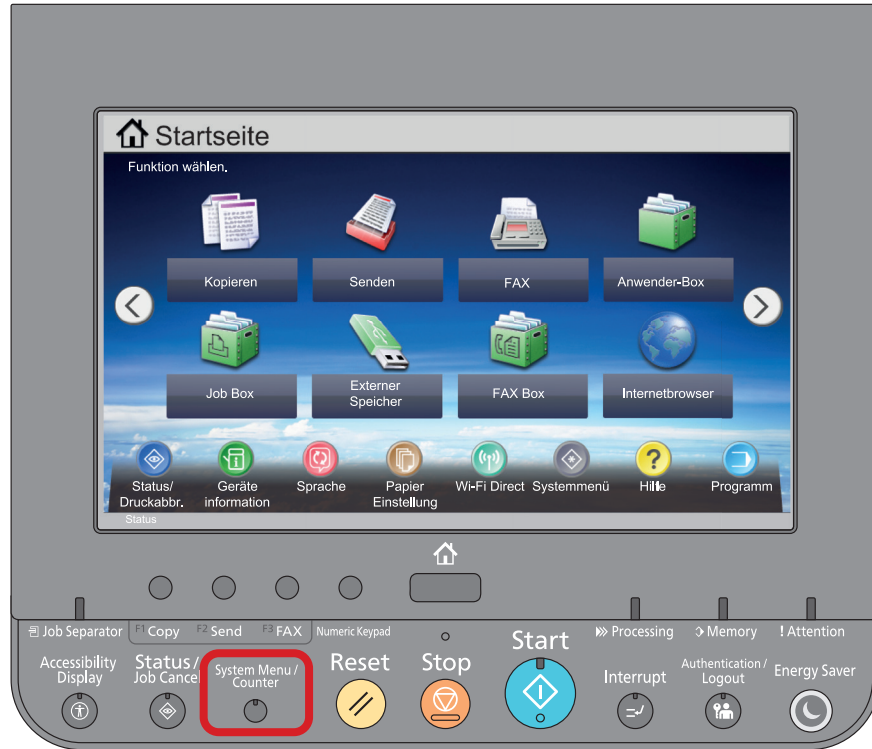 Startseite
Funktion wählen.
Kopieren
Senden
FAX
Anwender-Box
Job Box
Externer
Speicher
FAX Box
Internetbrowser
Status/
Druckabbr.
Geräte
information
Sprache
Papier
Einstellung
Wi-Fi Direct
Systemmenü
Hilfe
Programm
Status
Job Separator
F1 Copy
F2 Send
F3 FAX
Numeric Keypad
Processing
Memory
! Attention
Accessibility
Display
Status /
Job Cancel
System Menu /
Counter
Reset
Stop
Start
Interrupt
Authentication /
Logout
Energy Saver